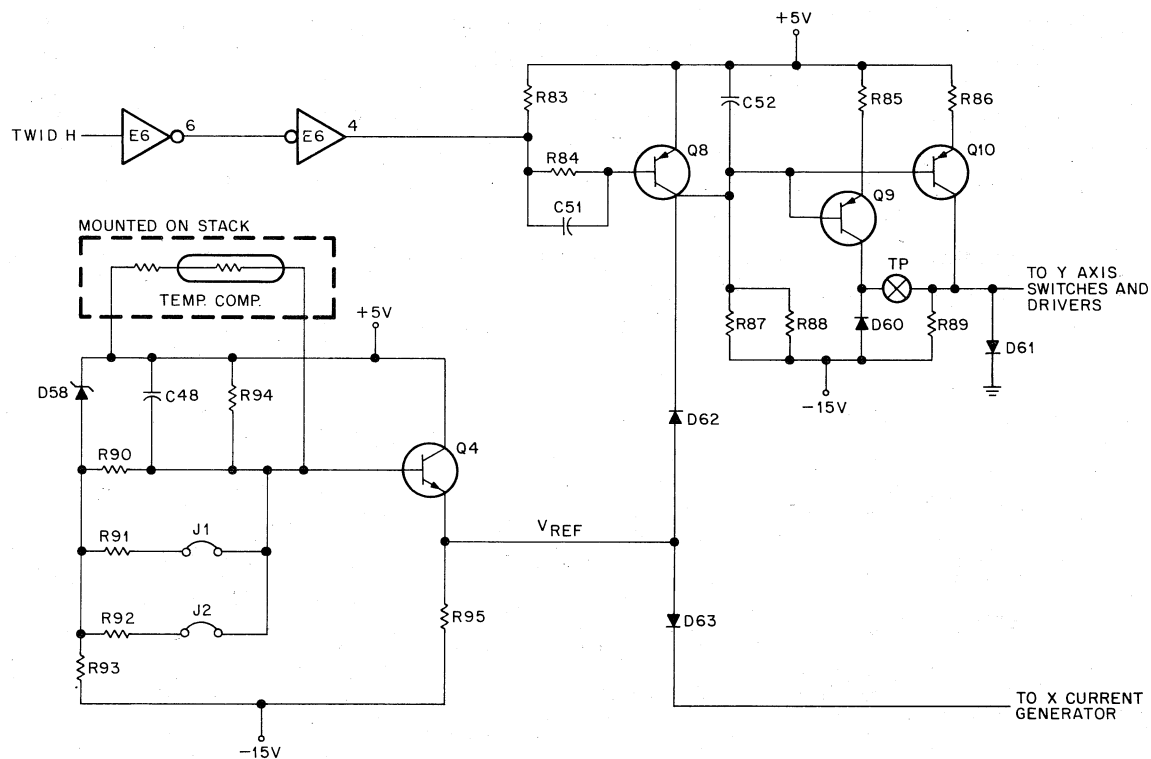 +5V
R83
C52
R85
R86
TWID H
E6
6
E6
4
Q8
Q10
R84
C51
Q9
MOUNTED ON STACK
TEMP. COMP.
TP
TO Y AXIS
SWITCHES AND
DRIVERS
+5V
R87
R88
D60
R89
D61
-15V
D58
C48
R94
D62
R90
Q4
R91
J1
VREF
R92
J2
R95
D63
R93
TO X CURRENT
GENERATOR
-15V